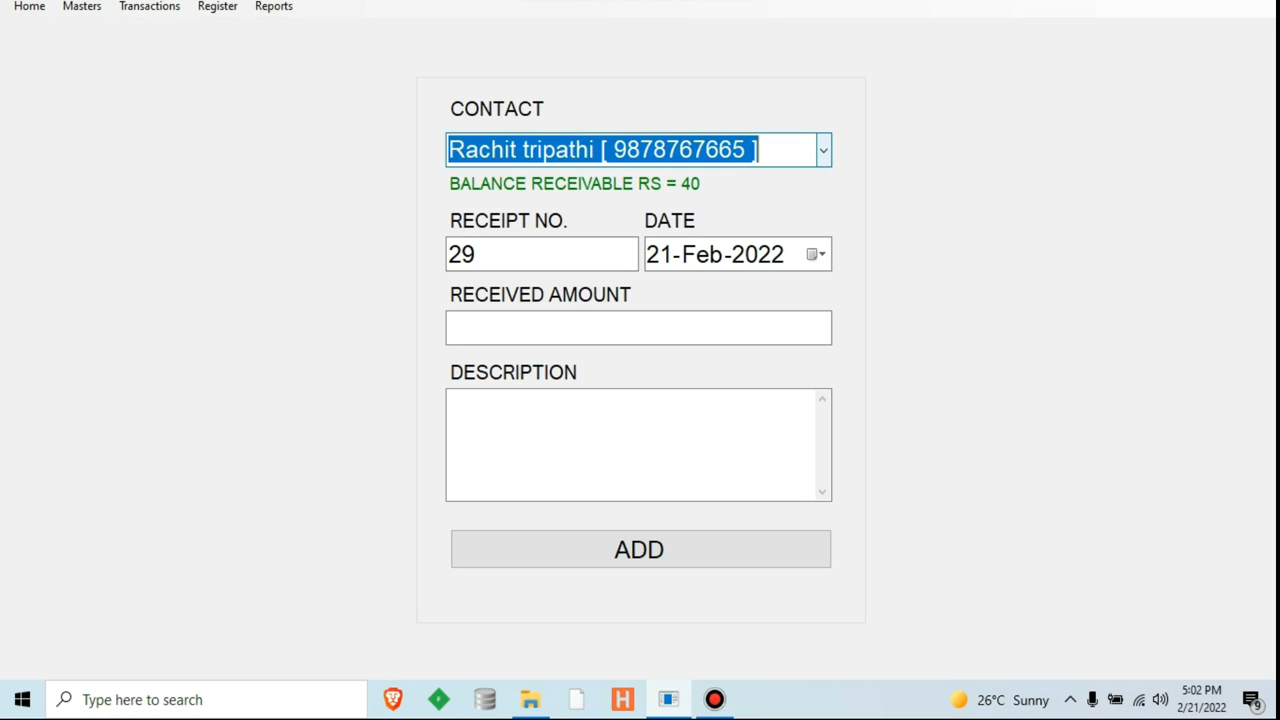 Home Masters Transactions Register Reports
CONTACT
Rachit tripathi [ 9878767665 ]
BALANCE RECEIVABLE RS = 40
RECEIPT NO. DATE
29 21-Feb-2022
RECEIVED AMOUNT
DESCRIPTION
ADD
Type here to search H 26°C Sunny 5:02 PM
2/21/2022 9